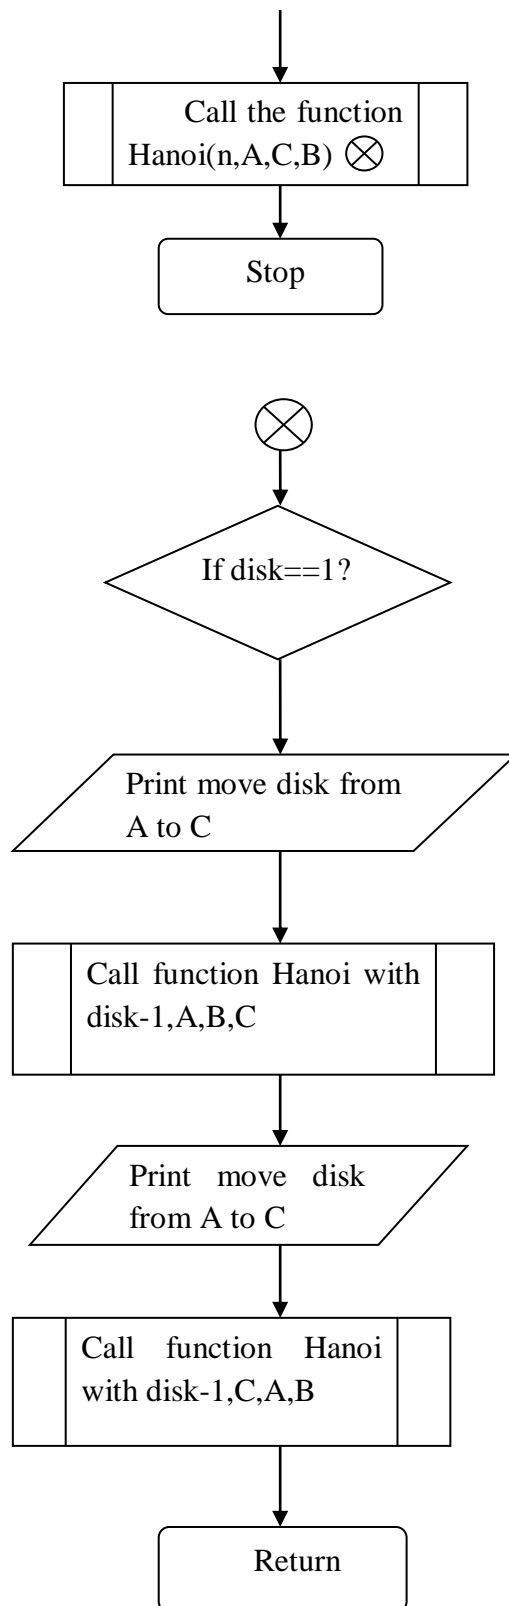 Call the function
Hanoi(n,A,C,B)
Stop
If disk==1?
Print move disk from
A to C
Call function Hanoi with
disk-1,A,B,C
Print move disk
from A to C
Call function Hanoi
with disk-1,C,A,B
Return